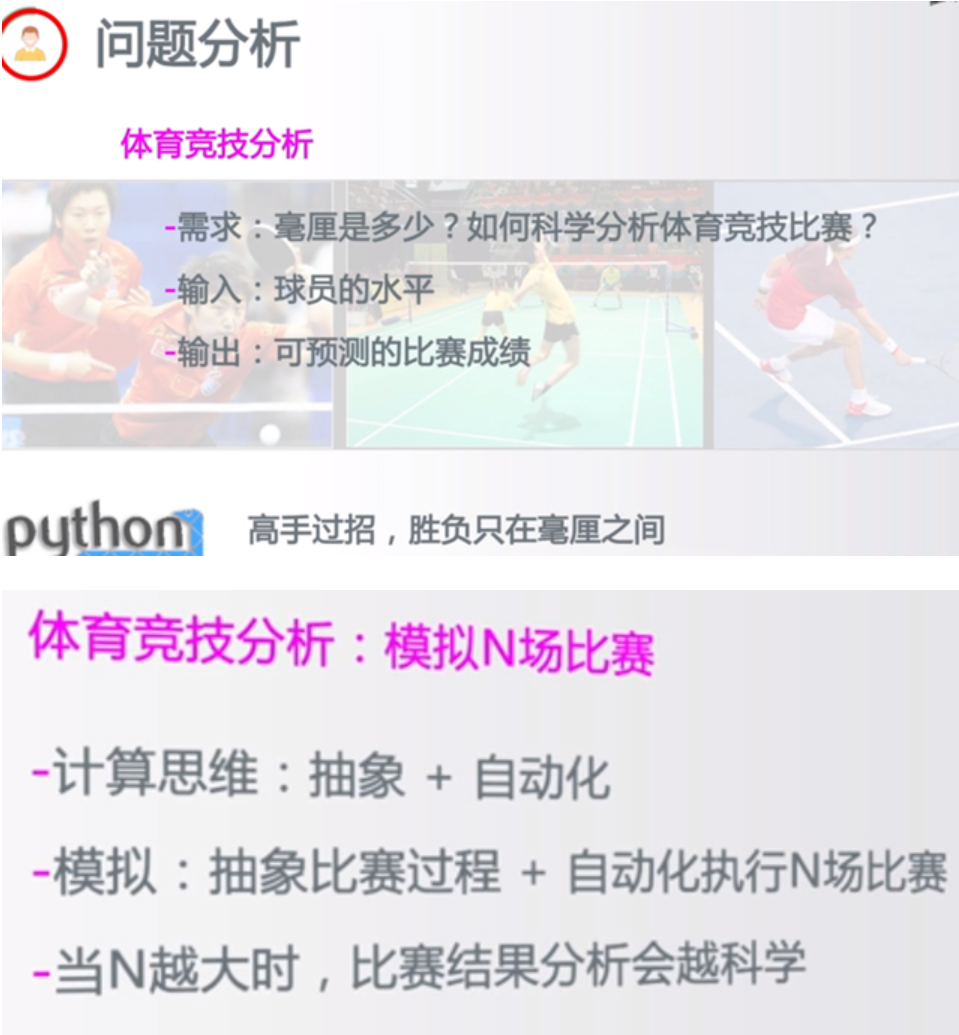 问题分析
体育竞技分析
-需求：毫厘是多少？如何科学分析体育竞技比赛？
-输入：球员的水平
-输出：可预测的比赛成绩
python
高手过招，胜负只在毫厘之间
体育竞技分析：模拟N场比赛
-计算思维：抽象 + 自动化
-模拟：抽象比赛过程 + 自动化执行N场比赛
-当N越大时，比赛结果分析会越科学